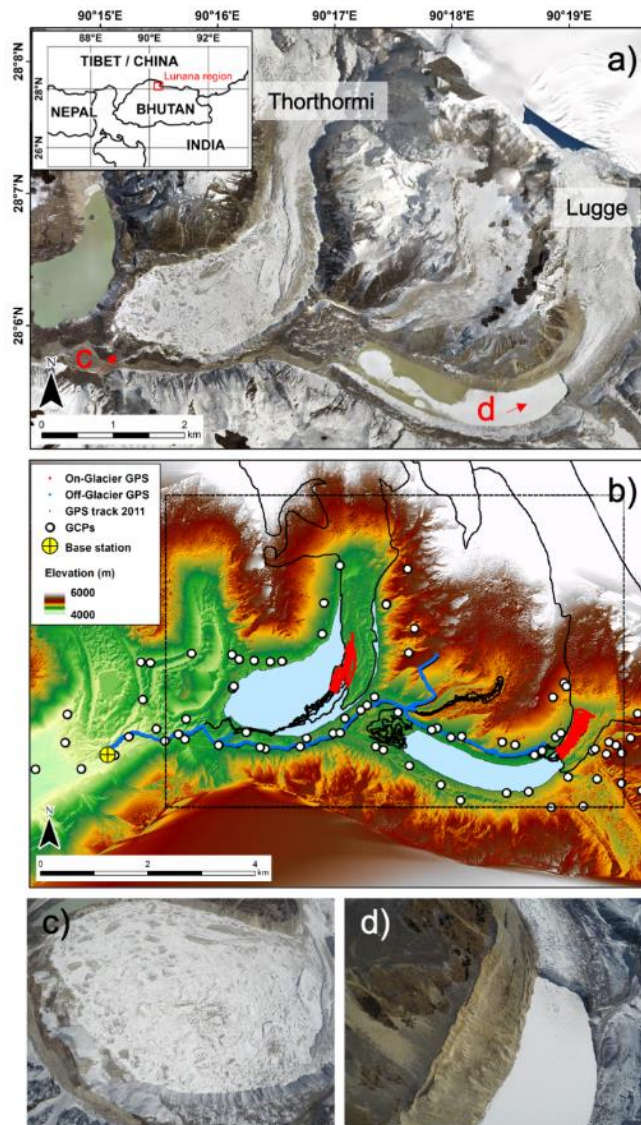 90°15'E 90°16'E 90°17'E 90°18'E 90°19'E
28°8'N
28°7'N
28°6'N
a)
88°E 90°E 92°E
28°N
26°N
TIBET / CHINA
Lunana region
NEPAL
BHUTAN
INDIA
Thorthormi
Lugge
c
d
N
0 1 2
km
b)
On-Glacier GPS
Off-Glacier GPS
GPS track 2011
GCPs
Base station
Elevation (m)
6000
4000
N
0 2 4
km
c)
d)